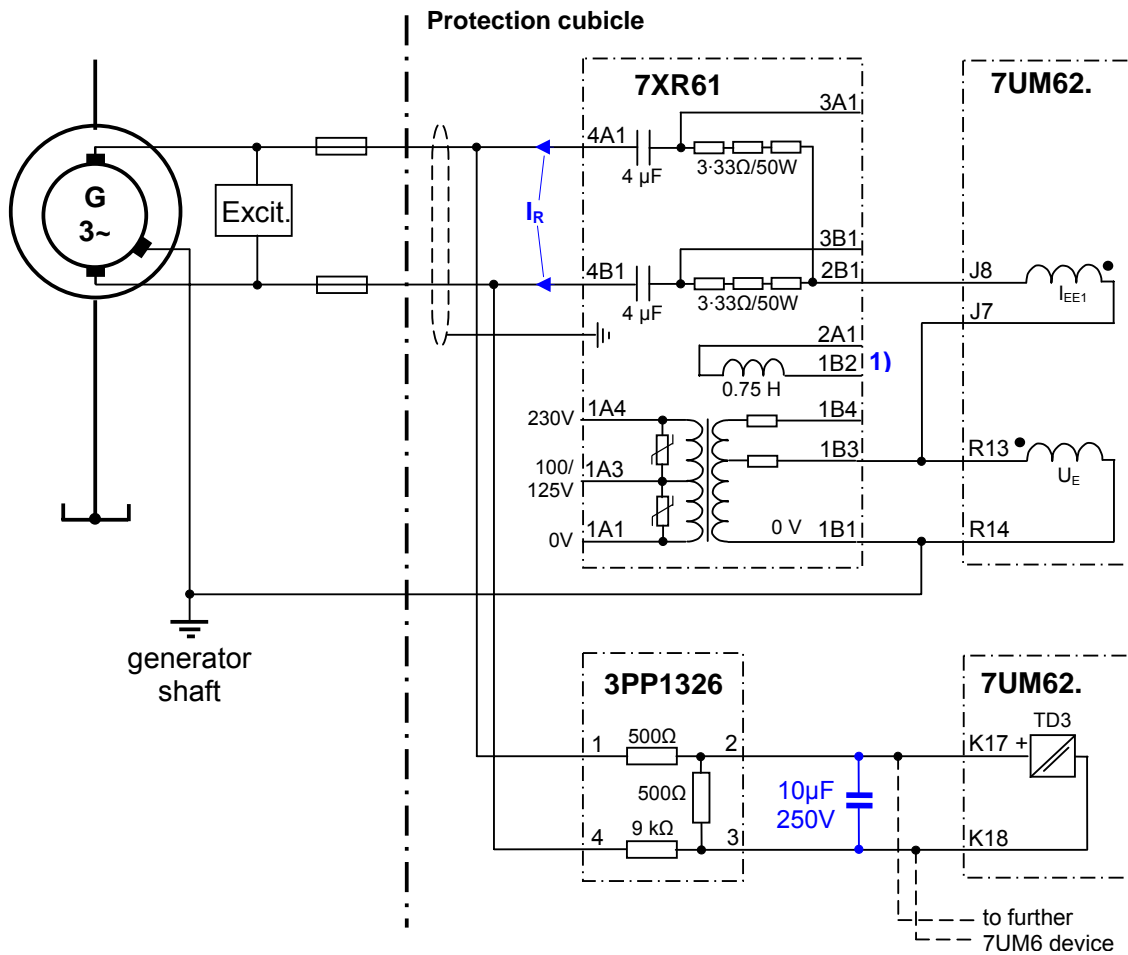 Protection cubicle
7XR61
7UM62.
3A1
4A1
4 µF
3·33Ω/50W
G
3~
Excit.
I_R
3B1
4B1
2B1
4 µF
3·33Ω/50W
J8
I_EE1
J7
2A1
1B2
1)
0.75 H
230V
1A4
1B4
100/
125V
1A3
1B3
R13
U_E
0V
1A1
0 V
1B1
R14
generator
shaft
3PP1326
7UM62.
TD3
1
500Ω
2
K17 +
500Ω
10µF
250V
4
9 kΩ
3
K18
to further
7UM6 device